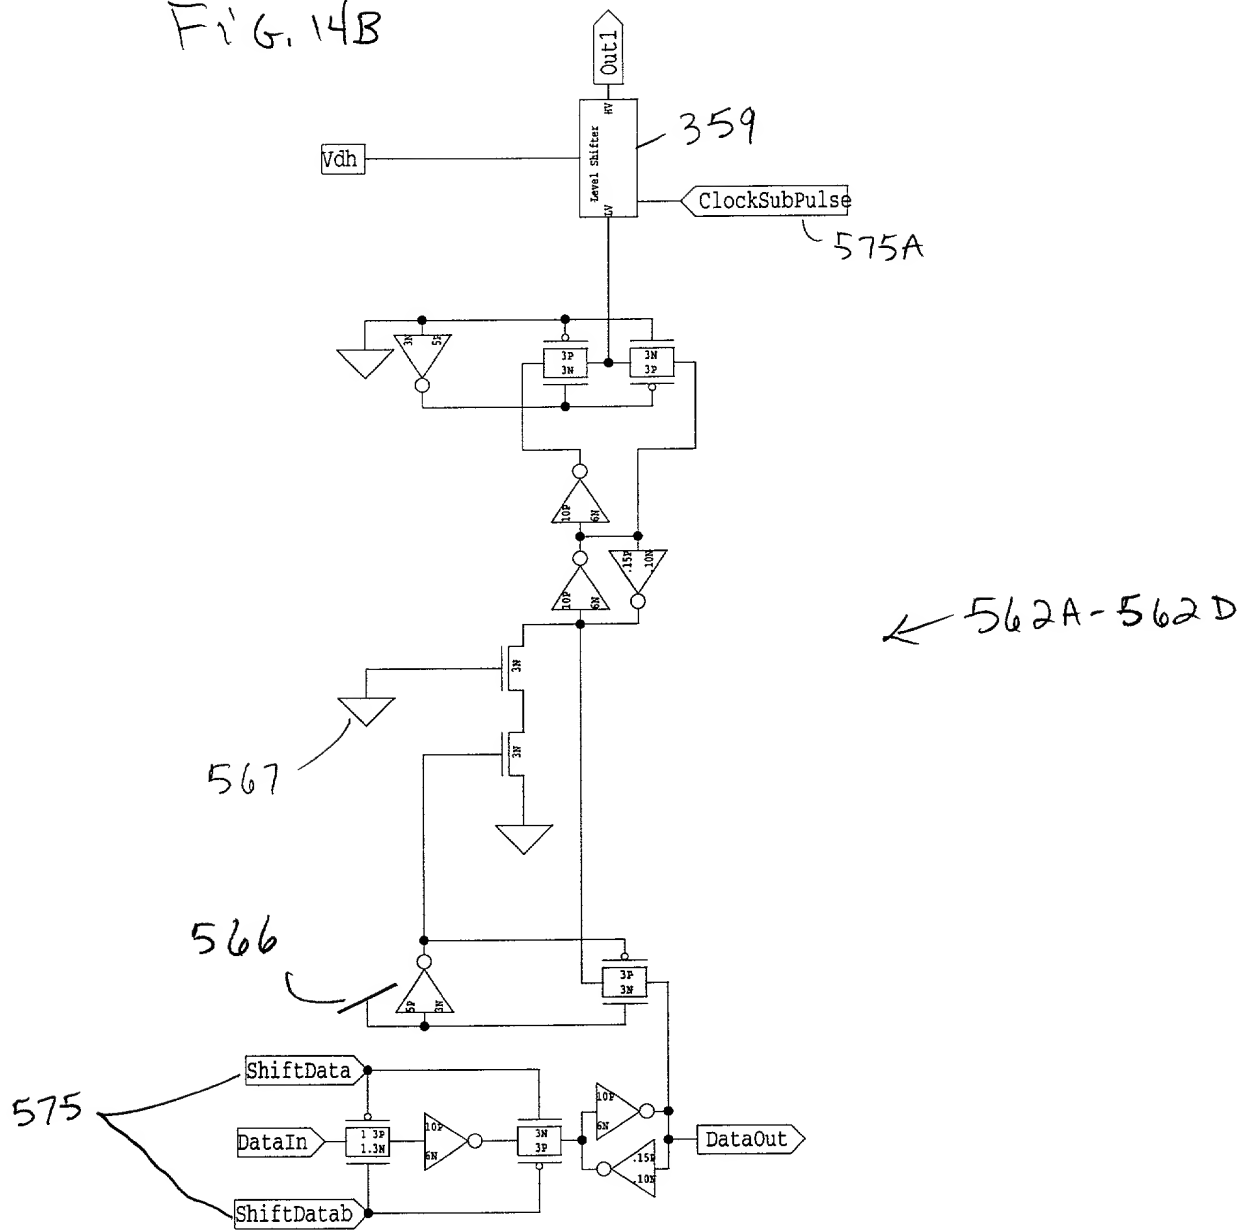 FiG. 14B
Out1
HV
Level Shifter
LV
359
Vdh
ClockSubPulse
575A
3N 5P
3P
3N
3N
3P
10P 6N
10P 6N
.15P .10N
562A-562D
3N
567
3N
566
3P
3N
5P 3N
ShiftData
575
DataIn
1 3P
1.3N
10P
6N
3N
3P
10P
6N
.15P
.10N
DataOut
ShiftDatab